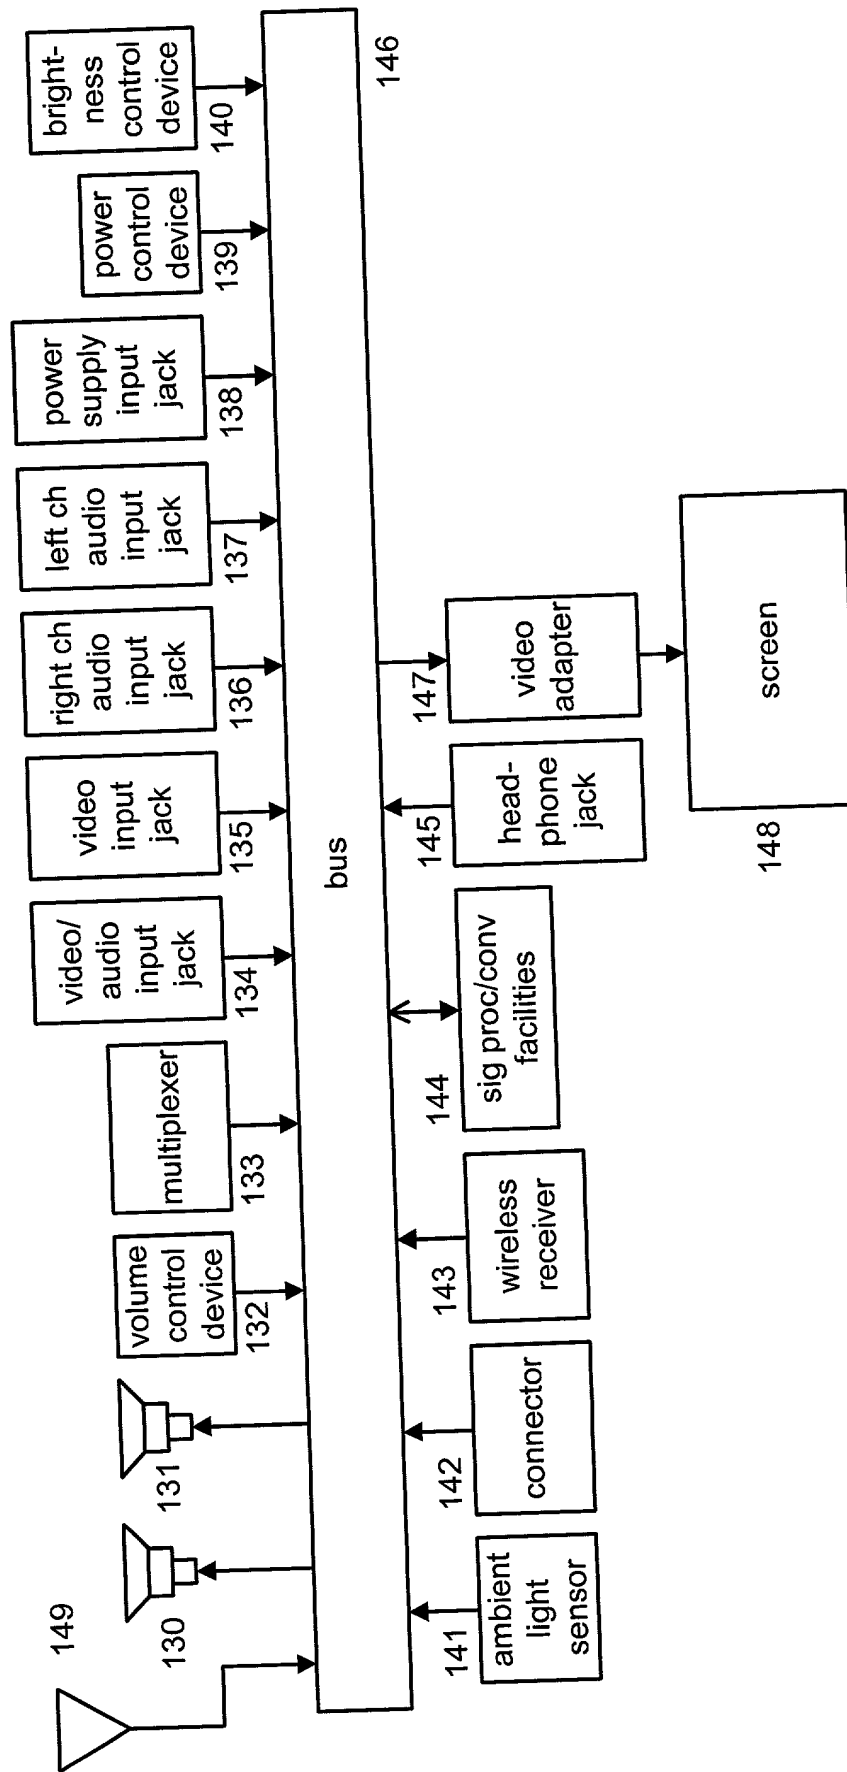 149
130
131
volume
control
device
132
multiplexer
133
video/
audio
input
jack
134
video
input
jack
135
right ch
audio
input
jack
136
left ch
audio
input
jack
137
power
supply
input
jack
138
power
control
device
139
bright-
ness
control
device
140
bus
146
141
ambient
light
sensor
142
connector
143
wireless
receiver
144
sig proc/conv
facilities
145
head-
phone
jack
147
video
adapter
148
screen